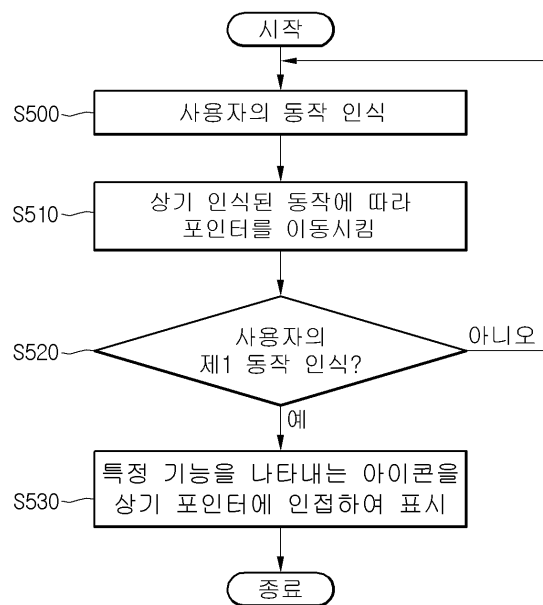 시작
S500
사용자의 동작 인식
S510
상기 인식된 동작에 따라
포인터를 이동시킴
S520
사용자의
제1 동작 인식?
아니오
예
S530
특정 기능을 나타내는 아이콘을
상기 포인터에 인접하여 표시
종료